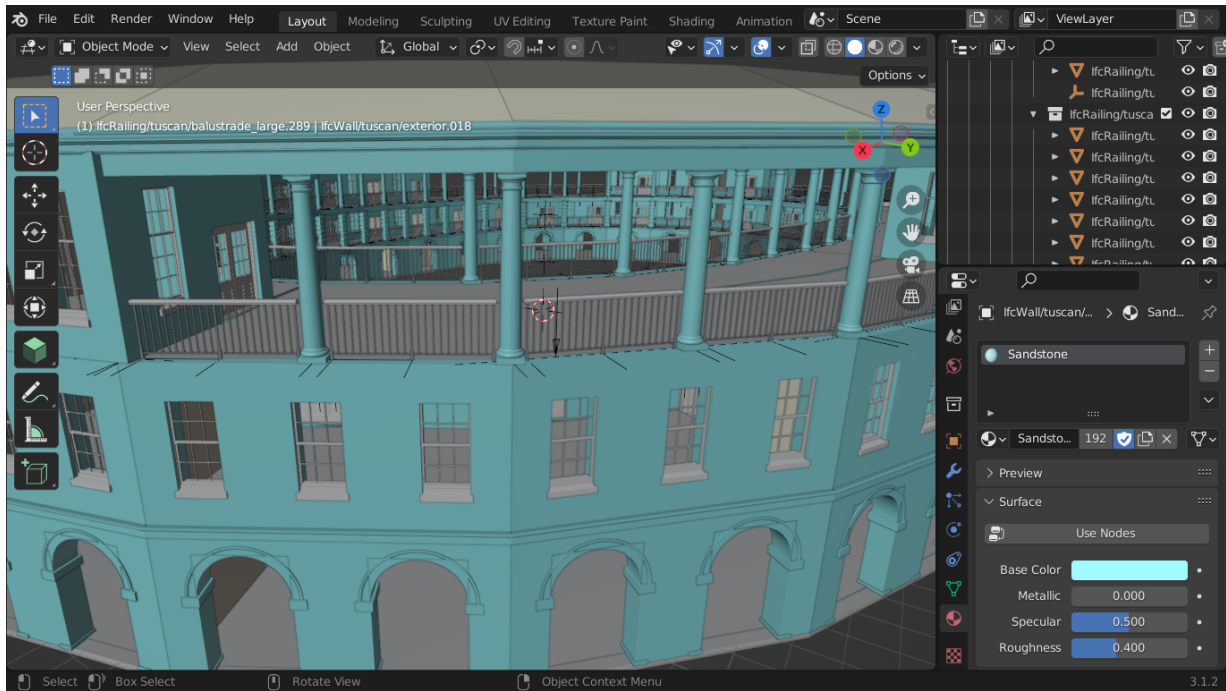 File Edit Render Window Help Layout Modeling Sculpting UV Editing Texture Paint Shading Animation Scene ViewLayer
Object Mode View Select Add Object Global
Options
User Perspective
(1) IfcRailing/tuscan/balustrade_large.289 | IfcWall/tuscan/exterior.018
Z
X
Y
IfcRailing/tu
IfcRailing/tu
IfcRailing/tusca
IfcRailing/tu
IfcRailing/tu
IfcRailing/tu
IfcRailing/tu
IfcRailing/tu
IfcRailing/tu
IfcRailing/tu
IfcWall/tuscan/... > Sand...
Sandstone
Sandsto... 192
Preview
Surface
Use Nodes
Base Color
Metallic 0.000
Specular 0.500
Roughness 0.400
Select Box Select Rotate View Object Context Menu 3.1.2